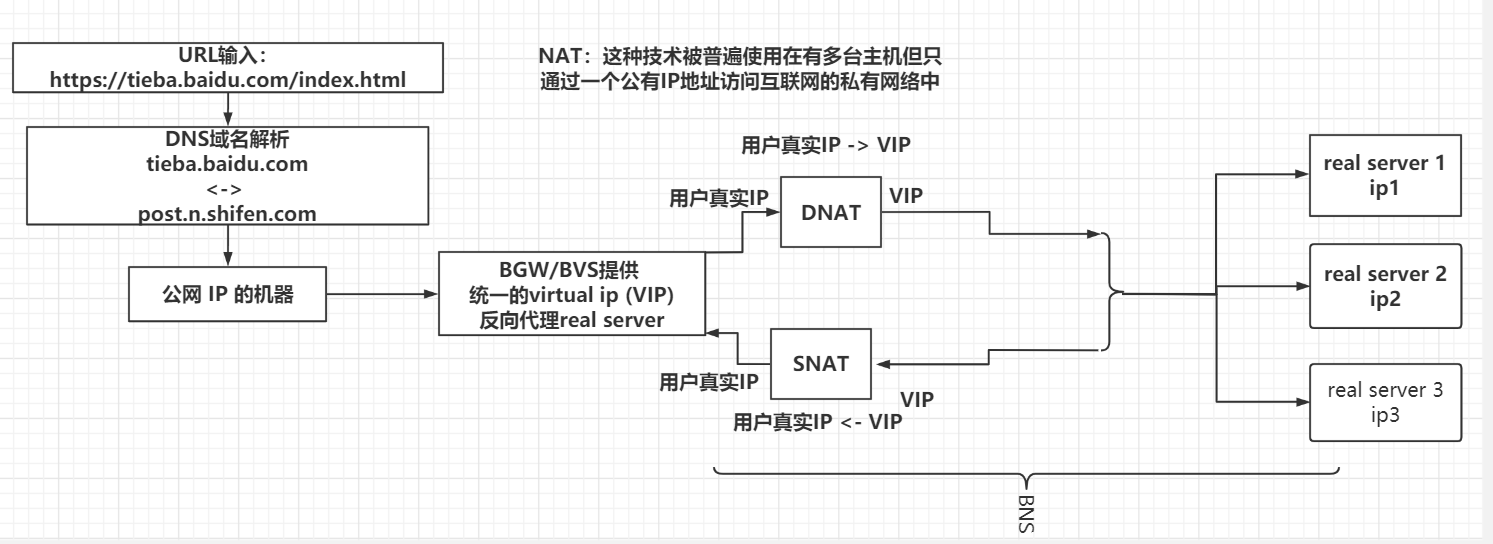 URL输入：
https://tieba.baidu.com/index.html
NAT：这种技术被普遍使用在有多台主机但只
通过一个公有IP地址访问互联网的私有网络中
DNS域名解析
tieba.baidu.com
<->
post.n.shifen.com
公网 IP 的机器
BGW/BVS提供
统一的virtual ip (VIP)
反向代理real server
用户真实IP -> VIP
用户真实IP
DNAT
VIP
SNAT
用户真实IP
VIP
用户真实IP <- VIP
real server 1
ip1
real server 2
ip2
real server 3
ip3
BNS